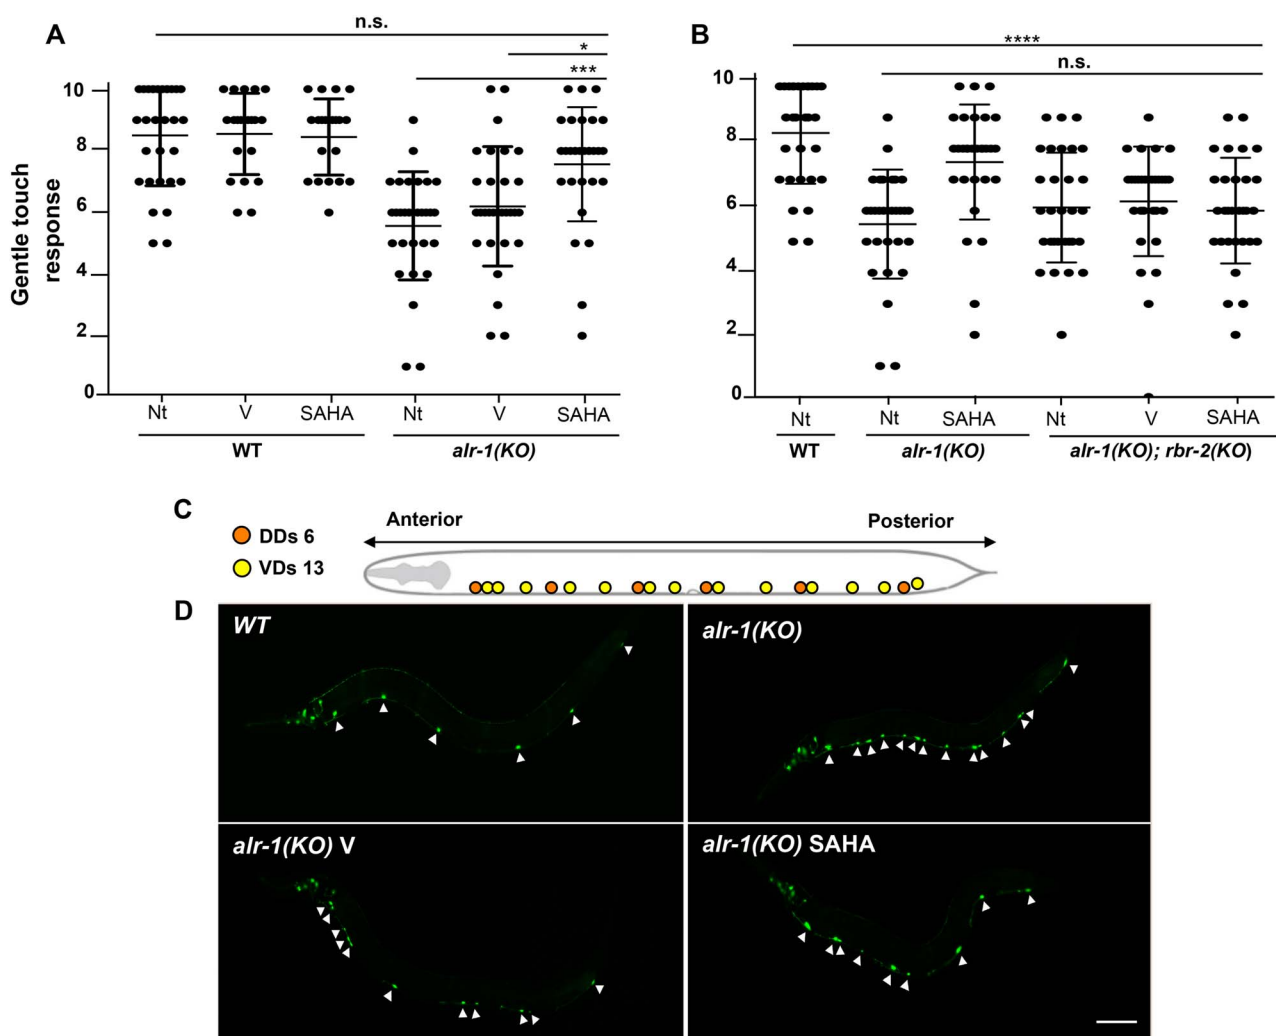 A
n.s.
*
***
Gentle touch
response
10
8
6
4
2
0
Nt V SAHA Nt V SAHA
WT alr-1(KO)
B
****
n.s.
10
8
6
4
2
0
Nt Nt SAHA Nt V SAHA
WT alr-1(KO) alr-1(KO); rbr-2(KO)
C
DDs 6
VDs 13
Anterior Posterior
D
WT
alr-1(KO)
alr-1(KO) V
alr-1(KO) SAHA